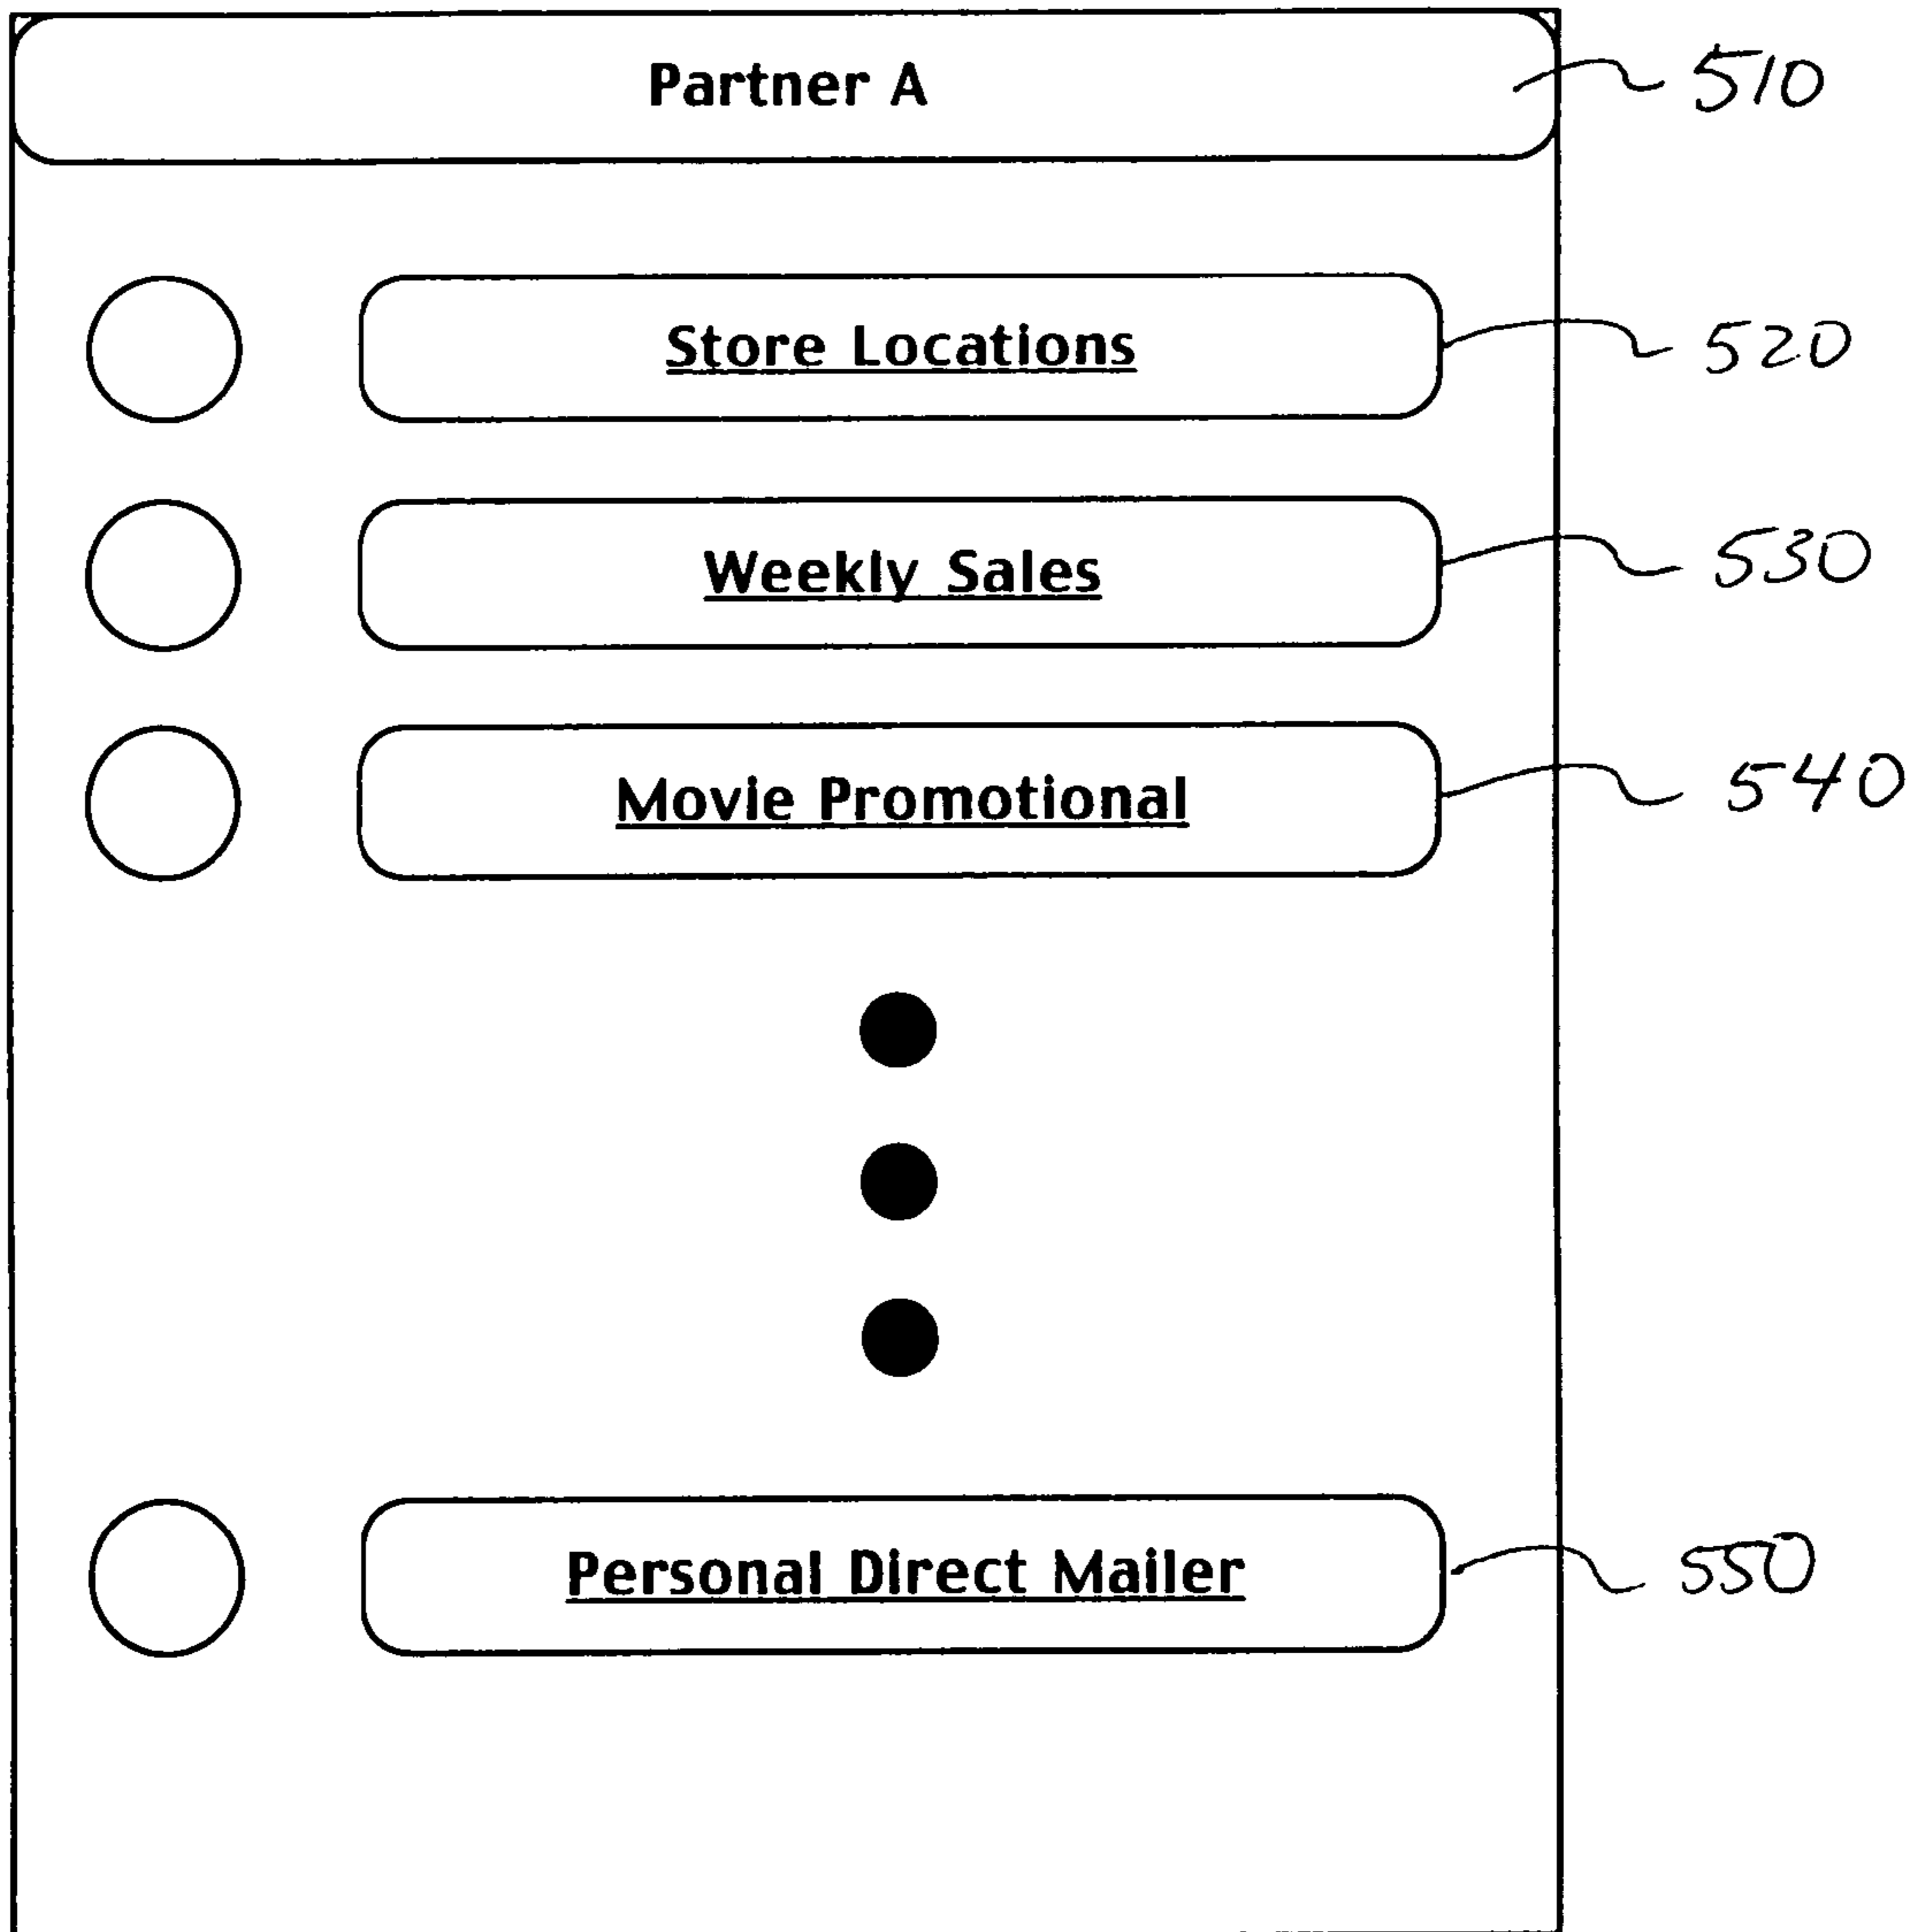 Partner A 510
Store Locations 520
Weekly Sales 530
Movie Promotional 540
Personal Direct Mailer 550